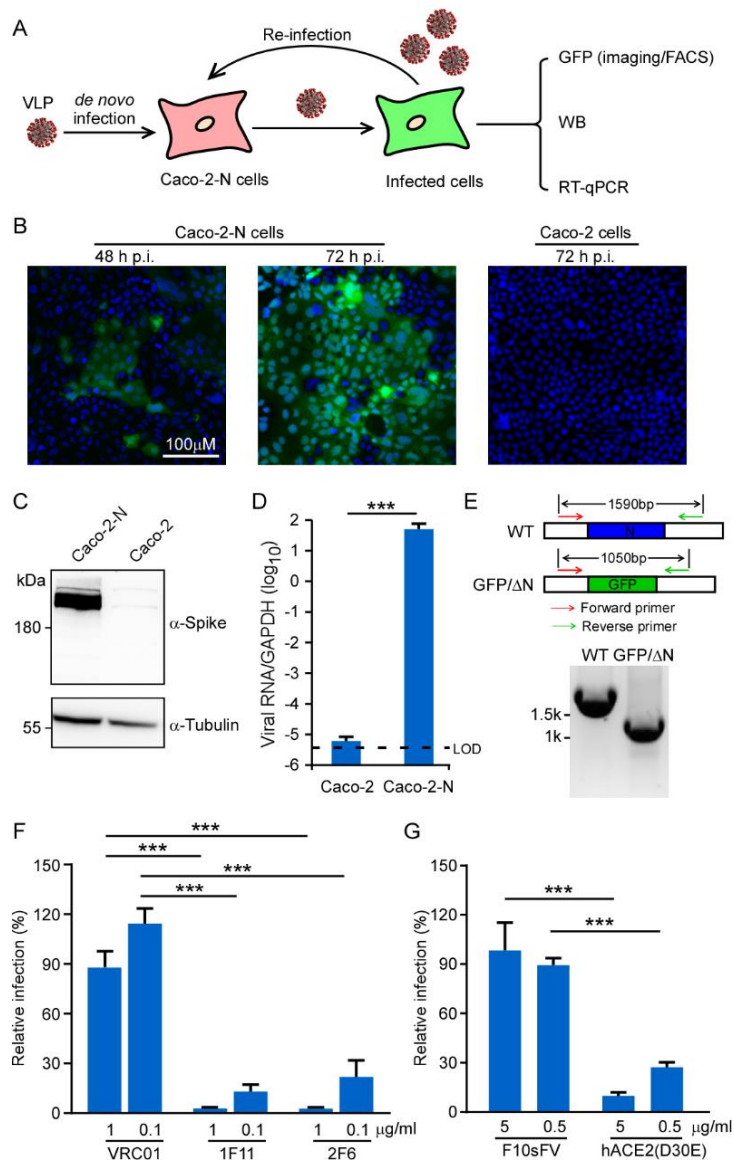 A
Re-infection
VLP
de novo
infection
Caco-2-N cells
Infected cells
GFP (imaging/FACS)
WB
RT-qPCR
B
Caco-2-N cells
Caco-2 cells
48 h p.i.
72 h p.i.
72 h p.i.
100μM
C
Caco-2-N
Caco-2
kDa
180
α-Spike
55
α-Tubulin
D
***
Viral RNA/GAPDH (log10)
2
1
0
-1
-2
-3
-4
-5
-6
LOD
Caco-2
Caco-2-N
E
1590bp
WT
N
1050bp
GFP/ΔN
GFP
Forward primer
Reverse primer
WT GFP/ΔN
1.5k
1k
F
***
***
***
***
Relative infection (%)
150
120
90
60
30
0
1
0.1
1
0.1
1
0.1
μg/ml
VRC01
1F11
2F6
G
***
***
Relative infection (%)
150
120
90
60
30
0
5
0.5
5
0.5
μg/ml
F10sFV
hACE2(D30E)